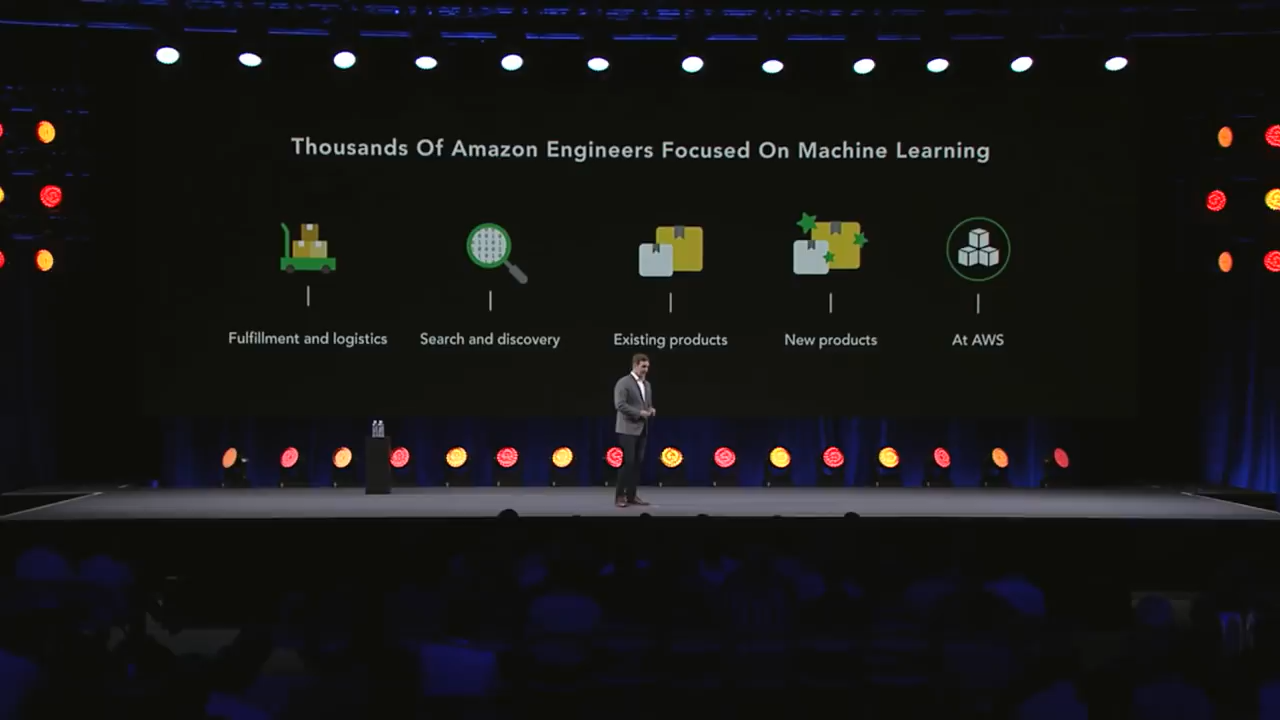 Thousands Of Amazon Engineers Focused On Machine Learning
Fulfillment and logistics
Search and discovery
Existing products
New products
At AWS